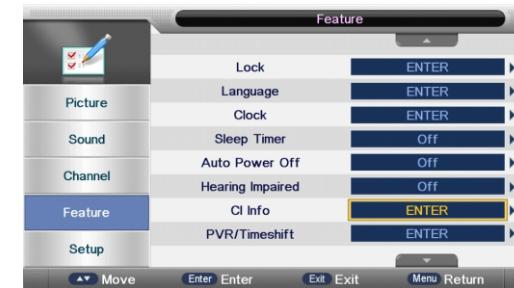 Feature
Lock ENTER
Language ENTER
Clock ENTER
Sleep Timer Off
Auto Power Off Off
Hearing Impaired Off
CI Info ENTER
PVR/Timeshift ENTER
Picture
Sound
Channel
Feature
Setup
Move Enter Enter Exit Exit Menu Return